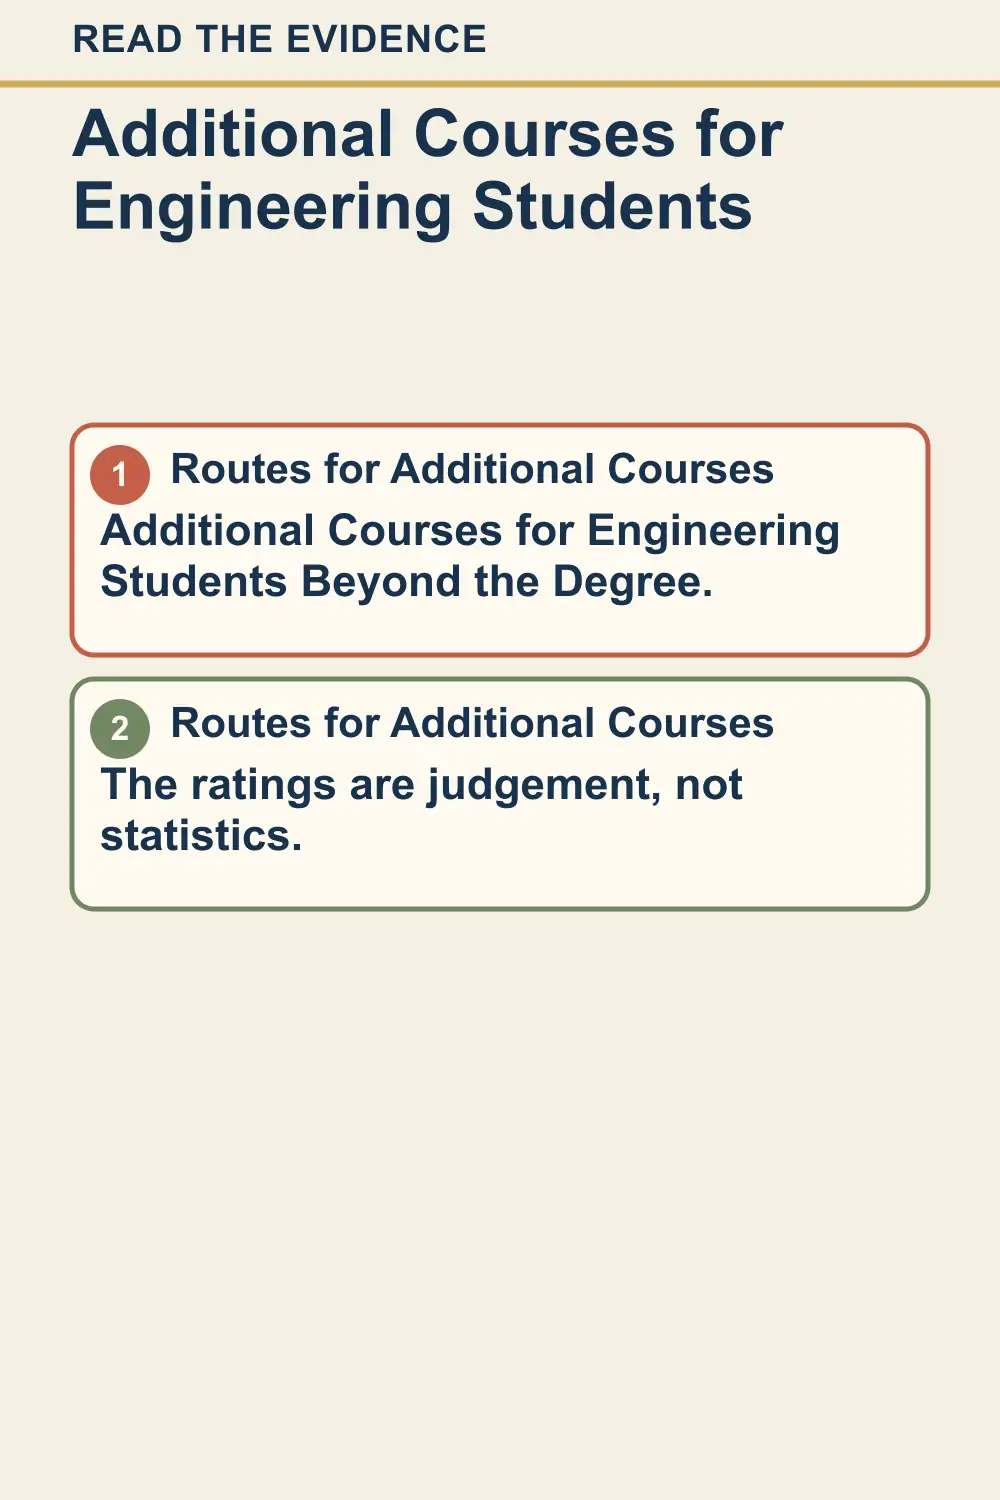 READ THE EVIDENCE
Additional Courses for
Engineering Students
1 Routes for Additional Courses
Additional Courses for Engineering
Students Beyond the Degree.
2 Routes for Additional Courses
The ratings are judgement, not
statistics.